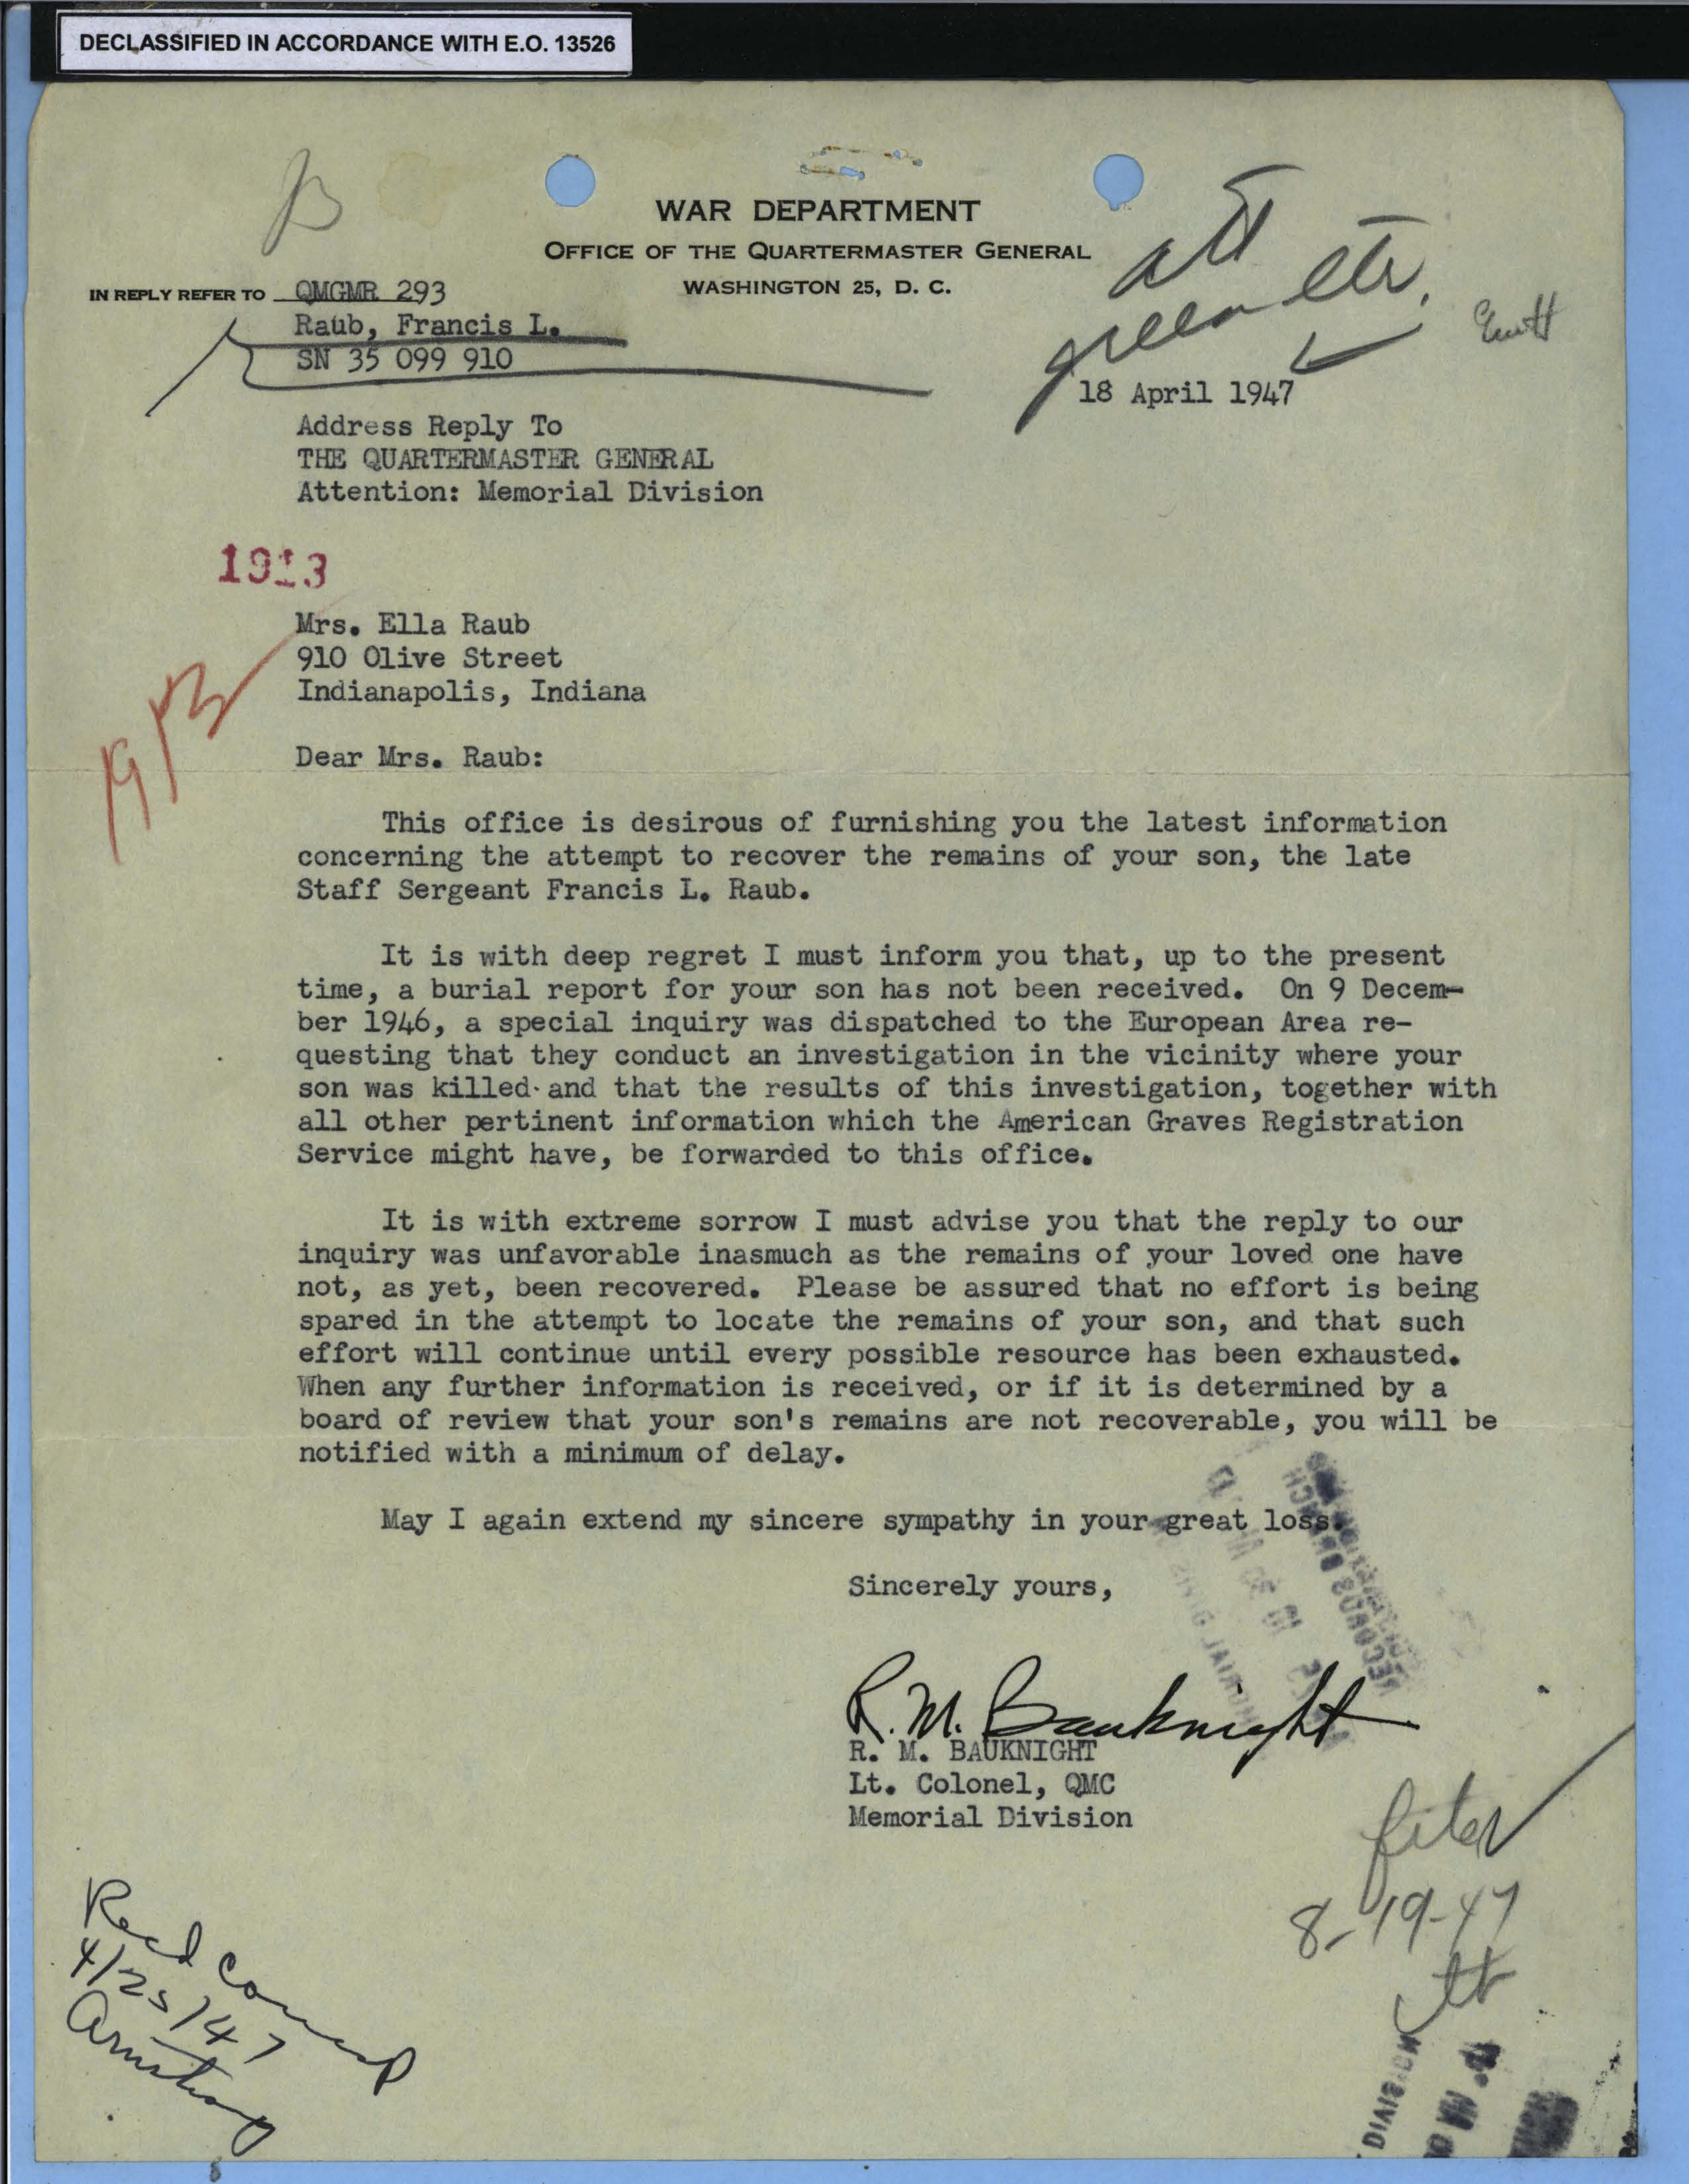 DECLASSIFIED IN ACCORDANCE WITH E.O. 13526
B
WAR DEPARTMENT
OFFICE OF THE QUARTERMASTER GENERAL
WASHINGTON 25, D. C.
att
green ltr.
IN REPLY REFER TO QMGMR 293
Raub, Francis L.
SN 35 099 910
18 April 1947
Address Reply To
THE QUARTERMASTER GENERAL
Attention: Memorial Division
1913
Mrs. Ella Raub
910 Olive Street
Indianapolis, Indiana
1913
Dear Mrs. Raub:
This office is desirous of furnishing you the latest information
concerning the attempt to recover the remains of your son, the late
Staff Sergeant Francis L. Raub.
It is with deep regret I must inform you that, up to the present
time, a burial report for your son has not been received. On 9 Decem-
ber 1946, a special inquiry was dispatched to the European Area re-
questing that they conduct an investigation in the vicinity where your
son was killed and that the results of this investigation, together with
all other pertinent information which the American Graves Registration
Service might have, be forwarded to this office.
It is with extreme sorrow I must advise you that the reply to our
inquiry was unfavorable inasmuch as the remains of your loved one have
not, as yet, been recovered. Please be assured that no effort is being
spared in the attempt to locate the remains of your son, and that such
effort will continue until every possible resource has been exhausted.
When any further information is received, or if it is determined by a
board of review that your son's remains are not recoverable, you will be
notified with a minimum of delay.
May I again extend my sincere sympathy in your great loss.
Sincerely yours,
R. M. Bauknight
R. M. BAUKNIGHT
Lt. Colonel, QMC
Memorial Division
8-19-47
Recd
4/25/47
Armstrong
DIVISION